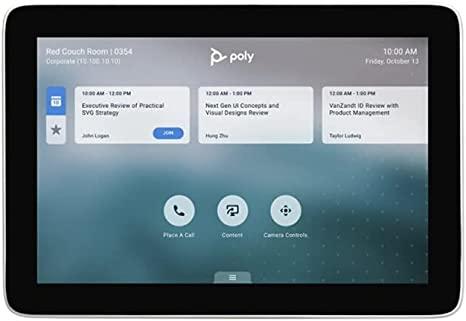 Red Couch Room | 0354
Corporate (10.100.10.10)
poly
10:00 AM
Friday, October 13
10
10:00 AM - 12:00 PM
Executive Review of Practical
SVG Strategy
John Logan
JOIN
12:00 AM - 1:00 PM
Next Gen UI Concepts and
Visual Designs Review
Hung Zhu
12:00 AM - 1:00 PM
VanZandt ID Review with
Product Management
Taylor Ludwig
Place A Call
Content
Camera Controls